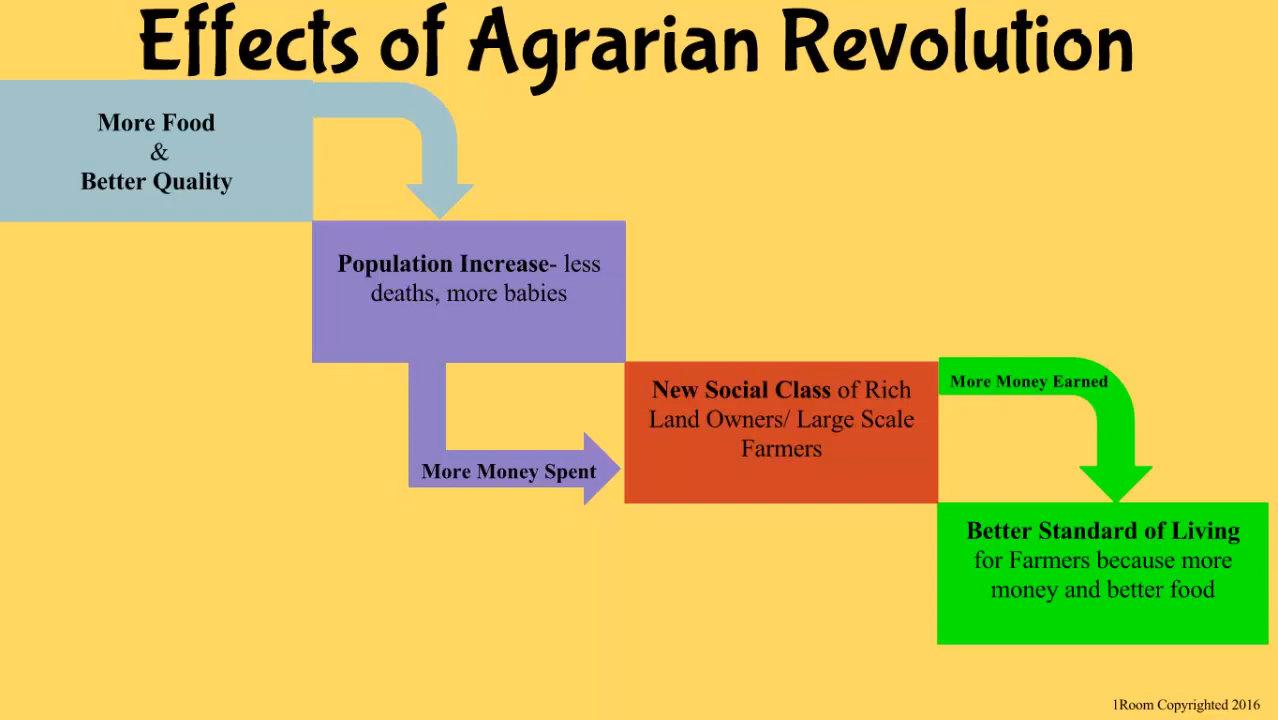 Effects of Agrarian Revolution
More Food
&
Better Quality
Population Increase- less
deaths, more babies
More Money Spent
New Social Class of Rich
Land Owners/ Large Scale
Farmers
More Money Earned
Better Standard of Living
for Farmers because more
money and better food
1Room Copyrighted 2016